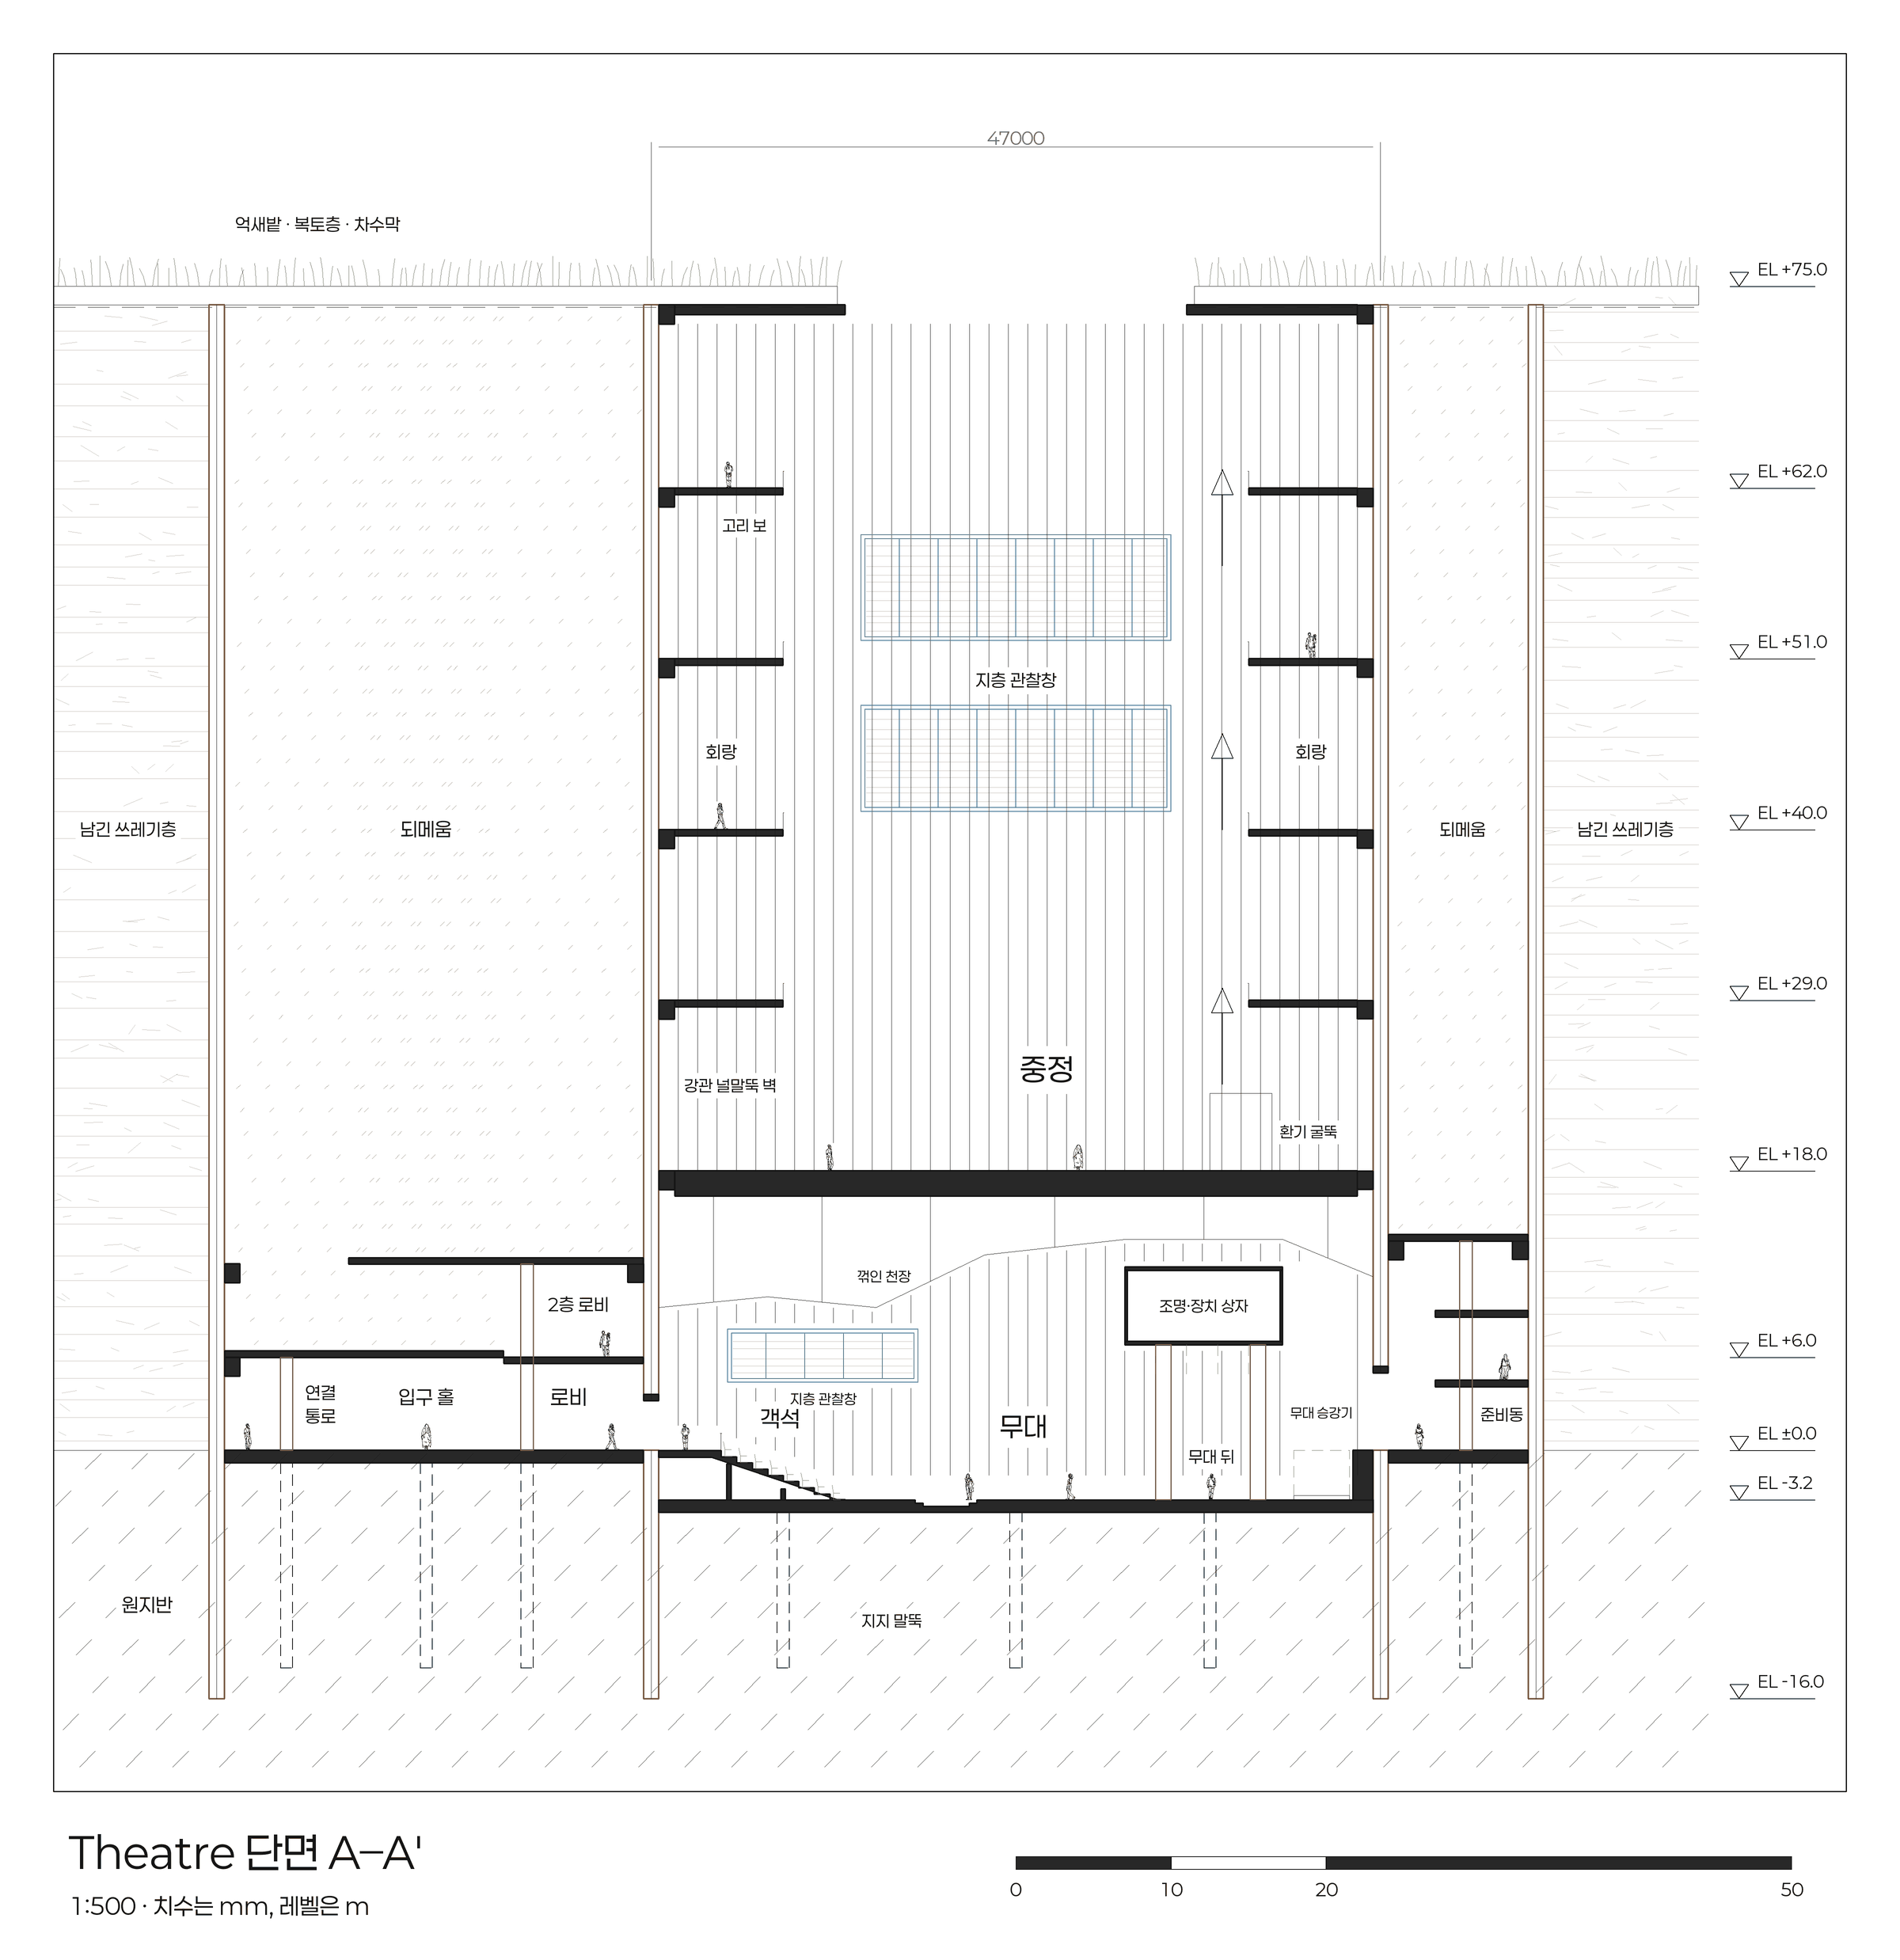 47000
억새밭 · 복토층 · 차수막
EL +75.0
EL +62.0
고리 보
EL +51.0
지층 관찰창
회랑
회랑
EL +40.0
남긴 쓰레기층
되메움
되메움
남긴 쓰레기층
EL +29.0
중정
강관 널말뚝 벽
환기 굴뚝
EL +18.0
꺾인 천장
2층 로비
조명·장치 상자
EL +6.0
연결
통로
입구 홀
로비
지층 관찰창
객석
무대
무대 승강기
준비동
무대 뒤
EL ±0.0
EL -3.2
원지반
지지 말뚝
EL -16.0
Theatre 단면 A–A'
1:500 · 치수는 mm, 레벨은 m
0 10 20 50